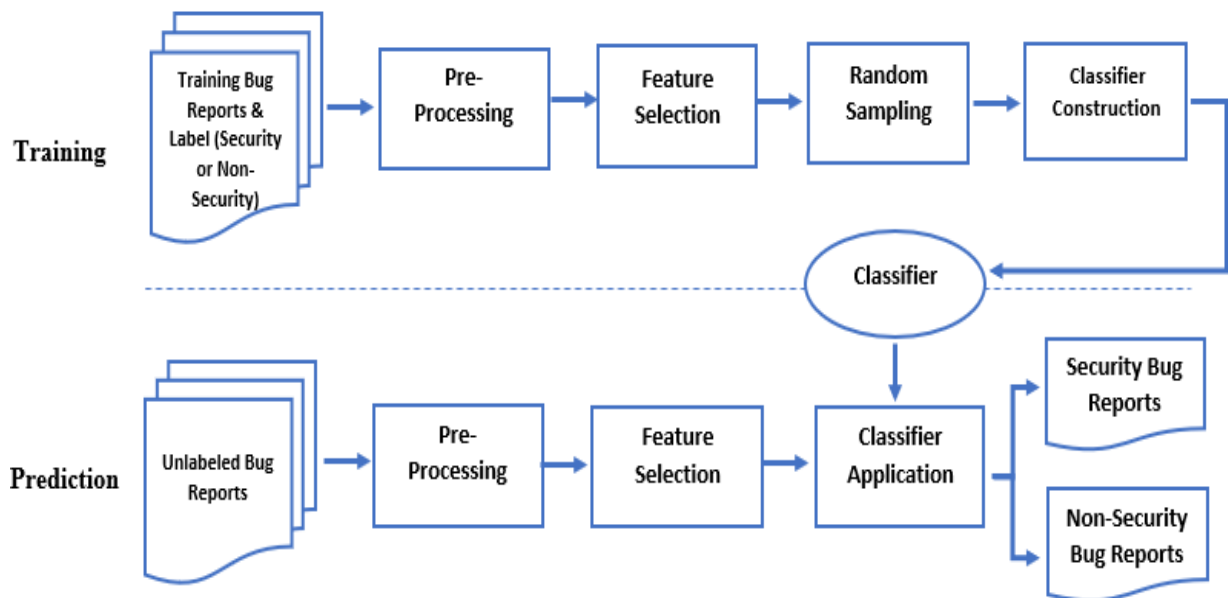 Training
Training Bug
Reports &
Label (Security
or Non-
Security)
Pre-
Processing
Feature
Selection
Random
Sampling
Classifier
Construction
Classifier
Prediction
Unlabeled Bug
Reports
Pre-
Processing
Feature
Selection
Classifier
Application
Security Bug
Reports
Non-Security
Bug Reports